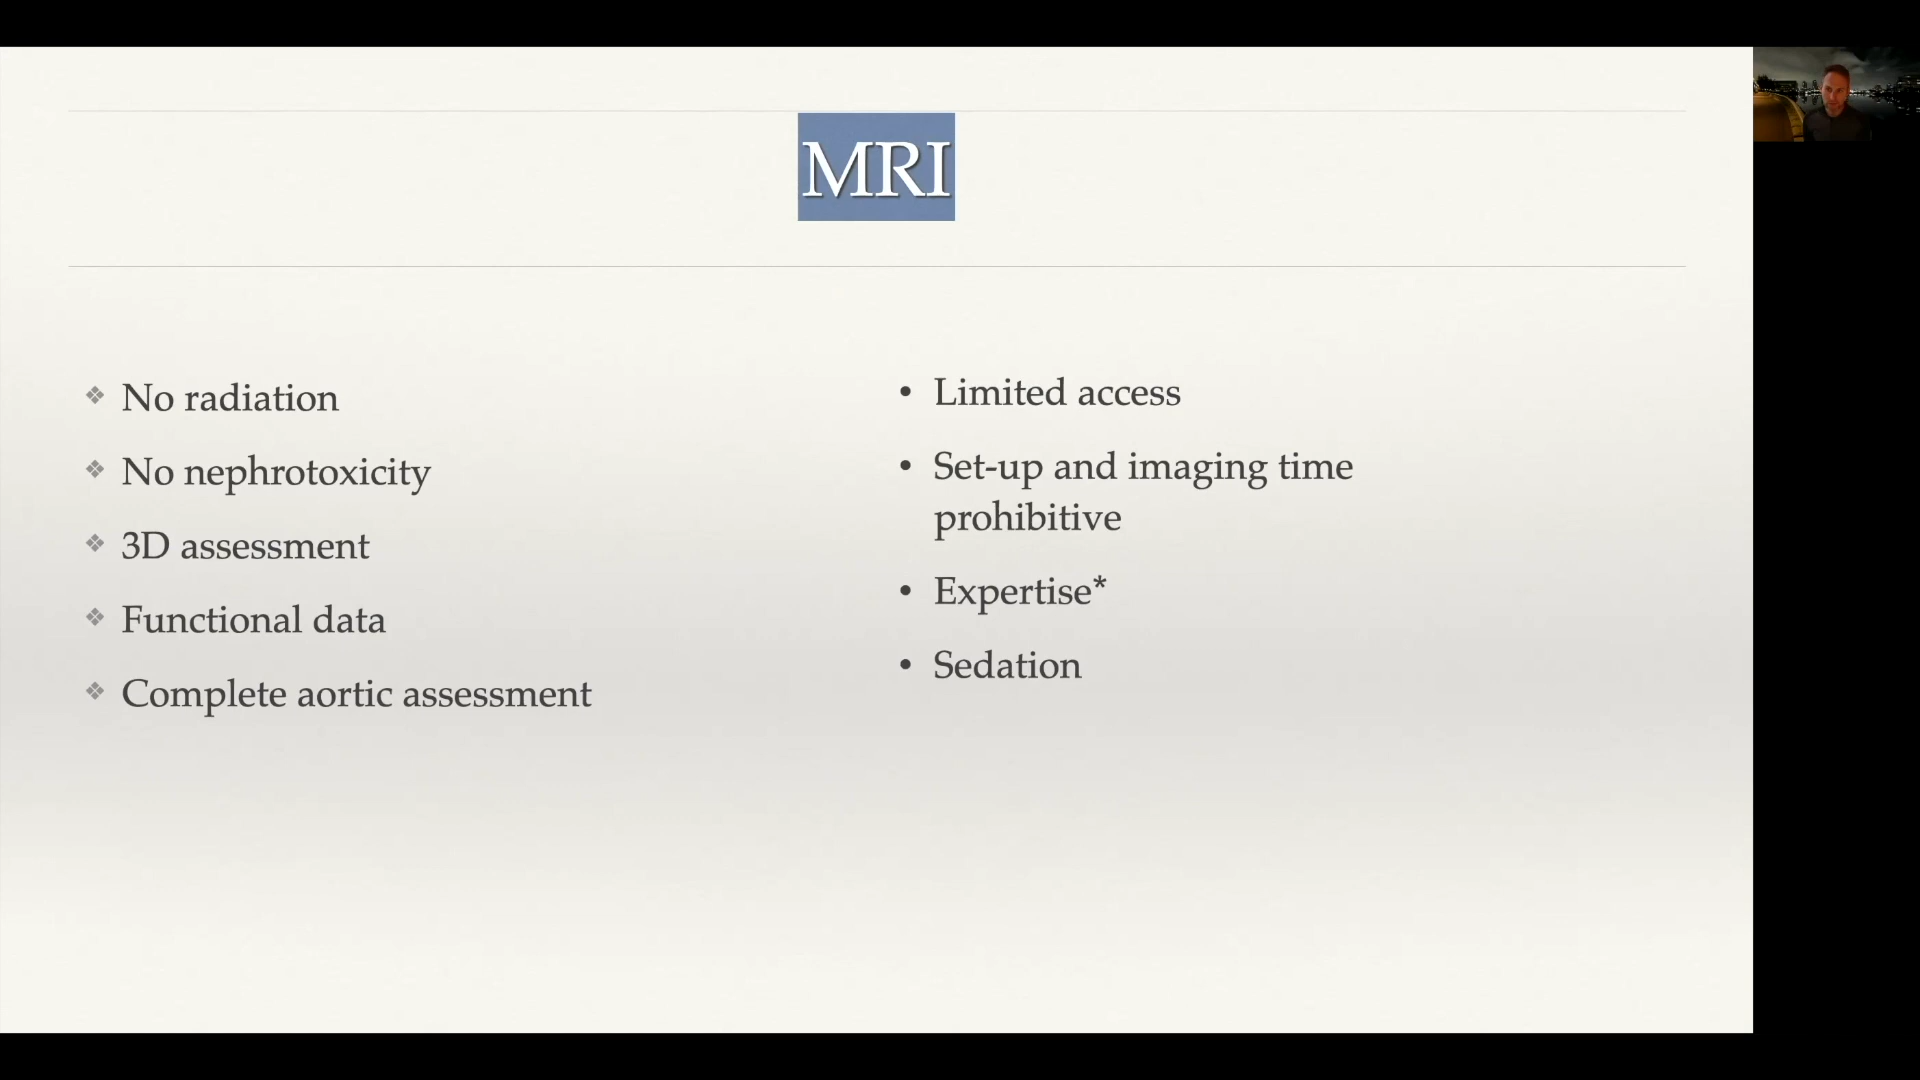 MRI
No radiation
No nephrotoxicity
3D assessment
Functional data
Complete aortic assessment
Limited access
Set-up and imaging time
prohibitive
Expertise*
Sedation